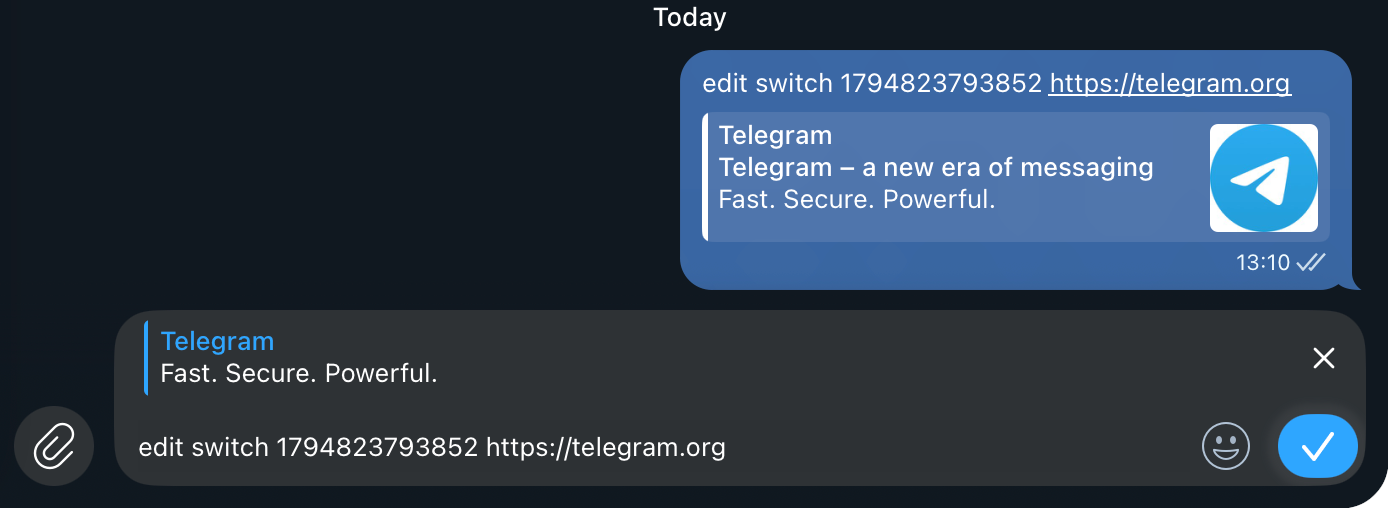 Today
edit switch 1794823793852 https://telegram.org
Telegram
Telegram – a new era of messaging
Fast. Secure. Powerful.
13:10
Telegram
Fast. Secure. Powerful.
edit switch 1794823793852 https://telegram.org